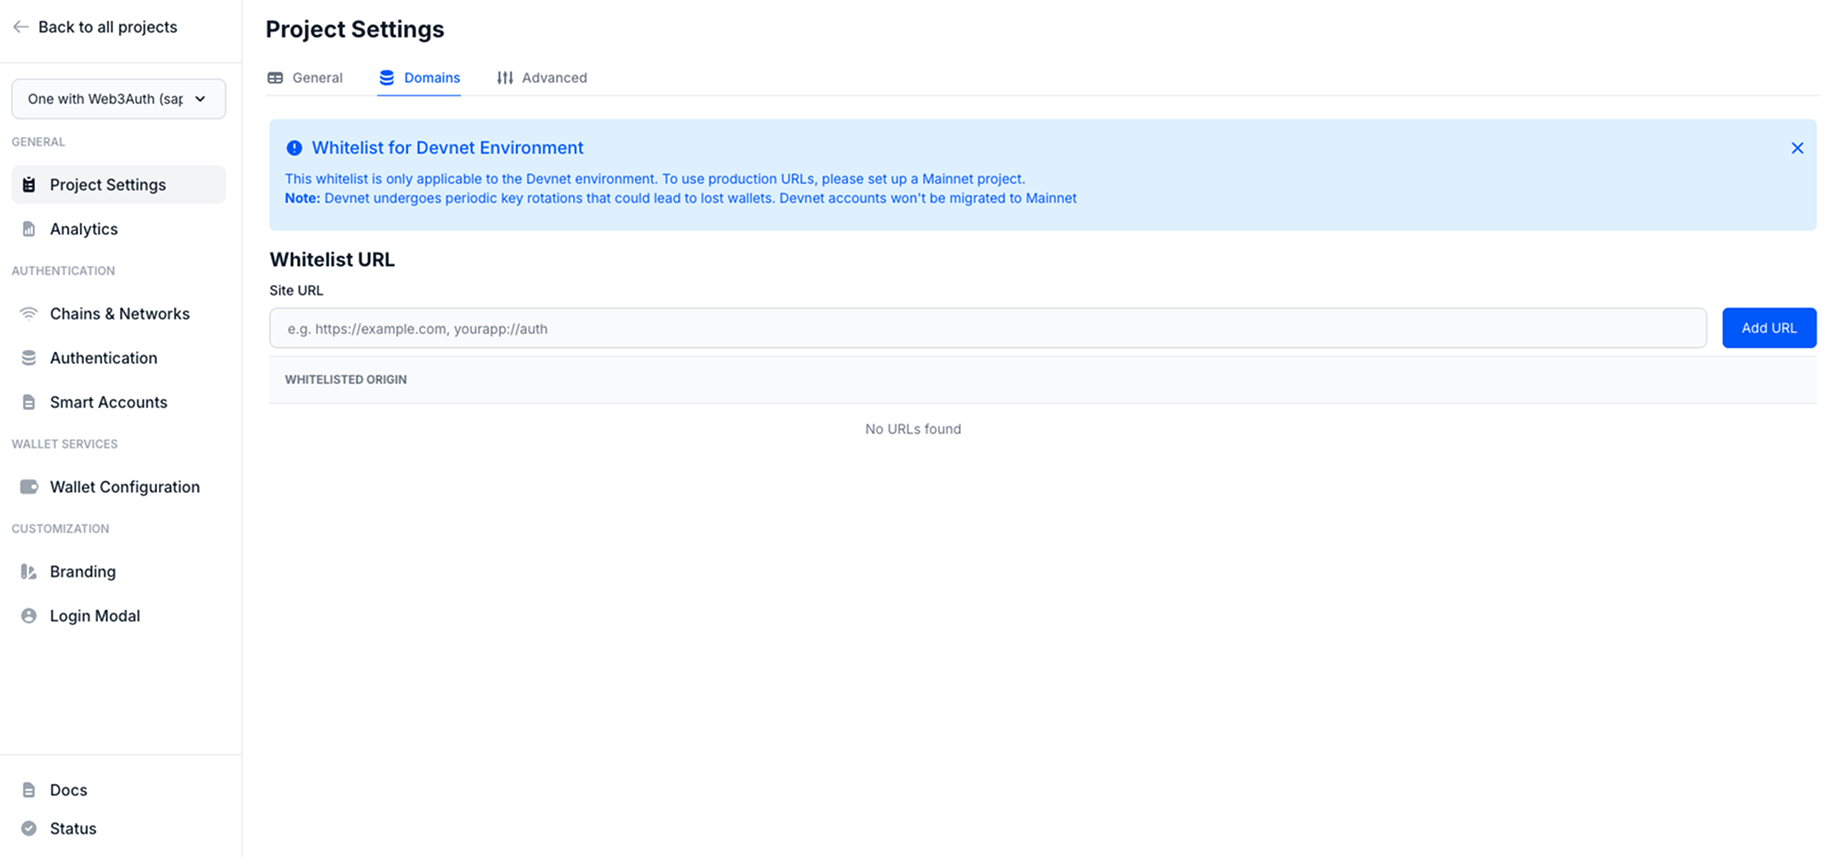 Back to all projects
One with Web3Auth (sap
GENERAL
Project Settings
Analytics
AUTHENTICATION
Chains & Networks
Authentication
Smart Accounts
WALLET SERVICES
Wallet Configuration
CUSTOMIZATION
Branding
Login Modal
Docs
Status
Project Settings
General
Domains
Advanced
Whitelist for Devnet Environment
This whitelist is only applicable to the Devnet environment. To use production URLs, please set up a Mainnet project.
Note: Devnet undergoes periodic key rotations that could lead to lost wallets. Devnet accounts won't be migrated to Mainnet
Whitelist URL
Site URL
e.g. https://example.com, yourapp://auth
Add URL
WHITELISTED ORIGIN
No URLs found